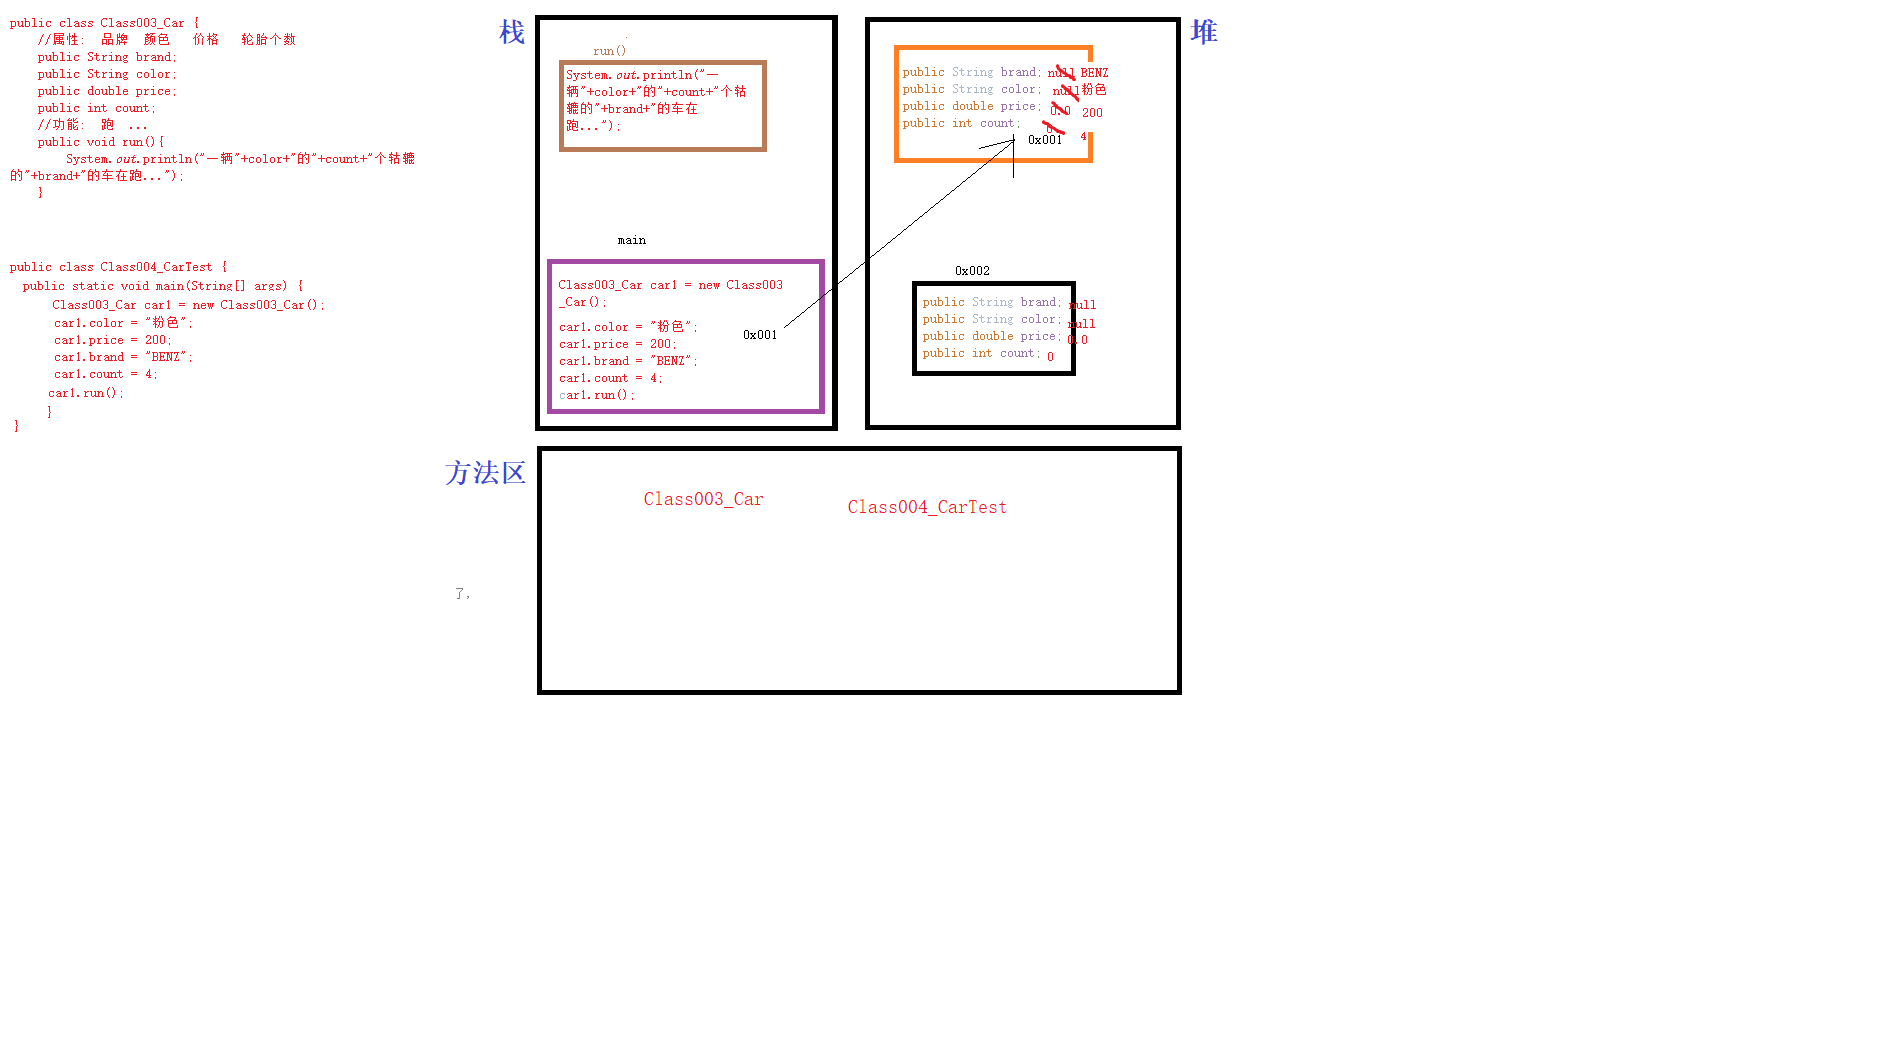 public class Class003_Car {
//属性: 品牌 颜色 价格 轮胎个数
public String brand;
public String color;
public double price;
public int count;
//功能: 跑 ...
public void run(){
System.out.println("一辆"+color+"的"+count+"个轱辘
的"+brand+"的车在跑...");
}
public class Class004_CarTest {
public static void main(String[] args) {
Class003_Car car1 = new Class003_Car();
car1.color = "粉色";
car1.price = 200;
car1.brand = "BENZ";
car1.count = 4;
car1.run();
}
}
栈
run()
System.out.println("一
辆"+color+"的"+count+"个轱
辘的"+brand+"的车在
跑...");
main
Class003_Car car1 = new Class003
_Car();
car1.color = "粉色";
car1.price = 200;
car1.brand = "BENZ";
car1.count = 4;
car1.run();
0x001
堆
public String brand; null BENZ
public String color; null 粉色
public double price; 0.0 200
public int count; 0 4
0x001
0x002
public String brand; null
public String color; null
public double price; 0.0
public int count; 0
方法区
Class003_Car
Class004_CarTest
了,